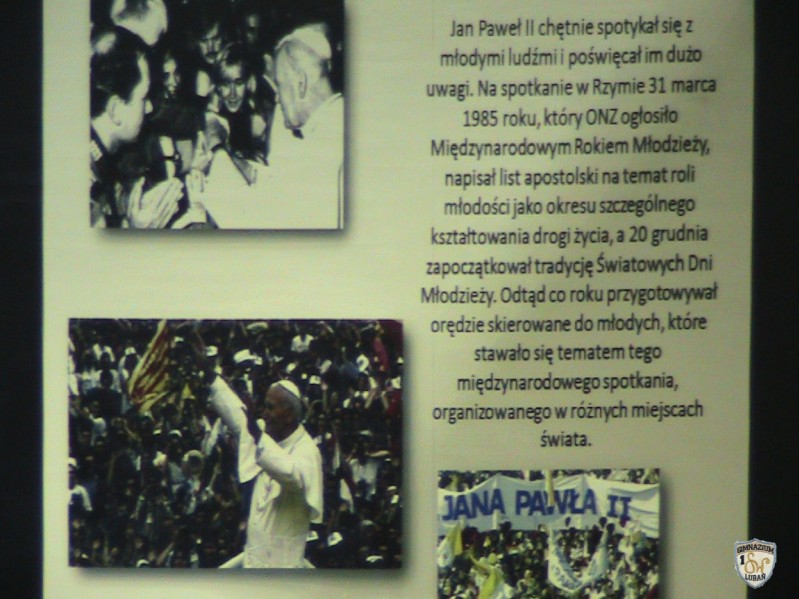 Jan Paweł II chętnie spotykał się z
młodymi ludźmi i poświęcał im dużo
uwagi. Na spotkanie w Rzymie 31 marca
1985 roku, który ONZ ogłosiło
Międzynarodowym Rokiem Młodzieży,
napisał list apostolski na temat roli
młodości jako okresu szczególnego
kształtowania drogi życia, a 20 grudnia
zapoczątkował tradycję Światowych Dni
Młodzieży. Odtąd co roku przygotowywał
orędzie skierowane do młodych, które
stawało się tematem tego
międzynarodowego spotkania,
organizowanego w różnych miejscach
świata.
JANA PAWŁA II
GIMNAZJUM
1
LUBAŃ